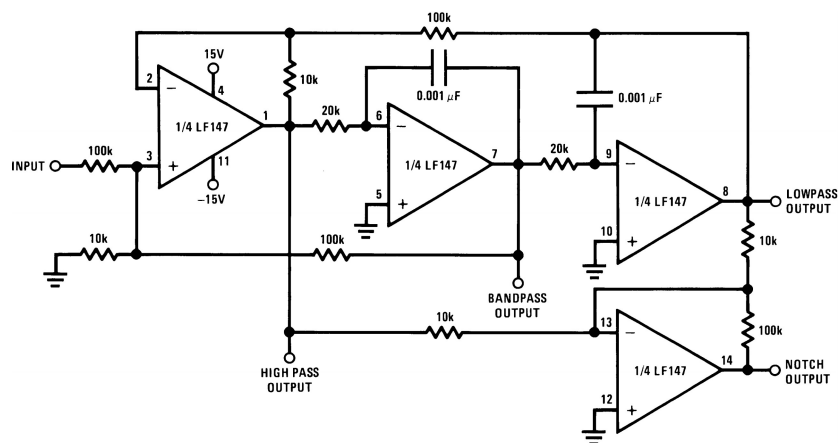 100k
15V
2
−
4
10k
0.001 μF
0.001 μF
1/4 LF147
1
20k
6
−
INPUT
100k
3
+
11
−15V
1/4 LF147
7
20k
9
−
5
+
1/4 LF147
8
LOWPASS
OUTPUT
10k
100k
10
+
10k
BANDPASS
OUTPUT
10k
13
−
100k
HIGH PASS
OUTPUT
1/4 LF147
14
NOTCH
OUTPUT
12
+